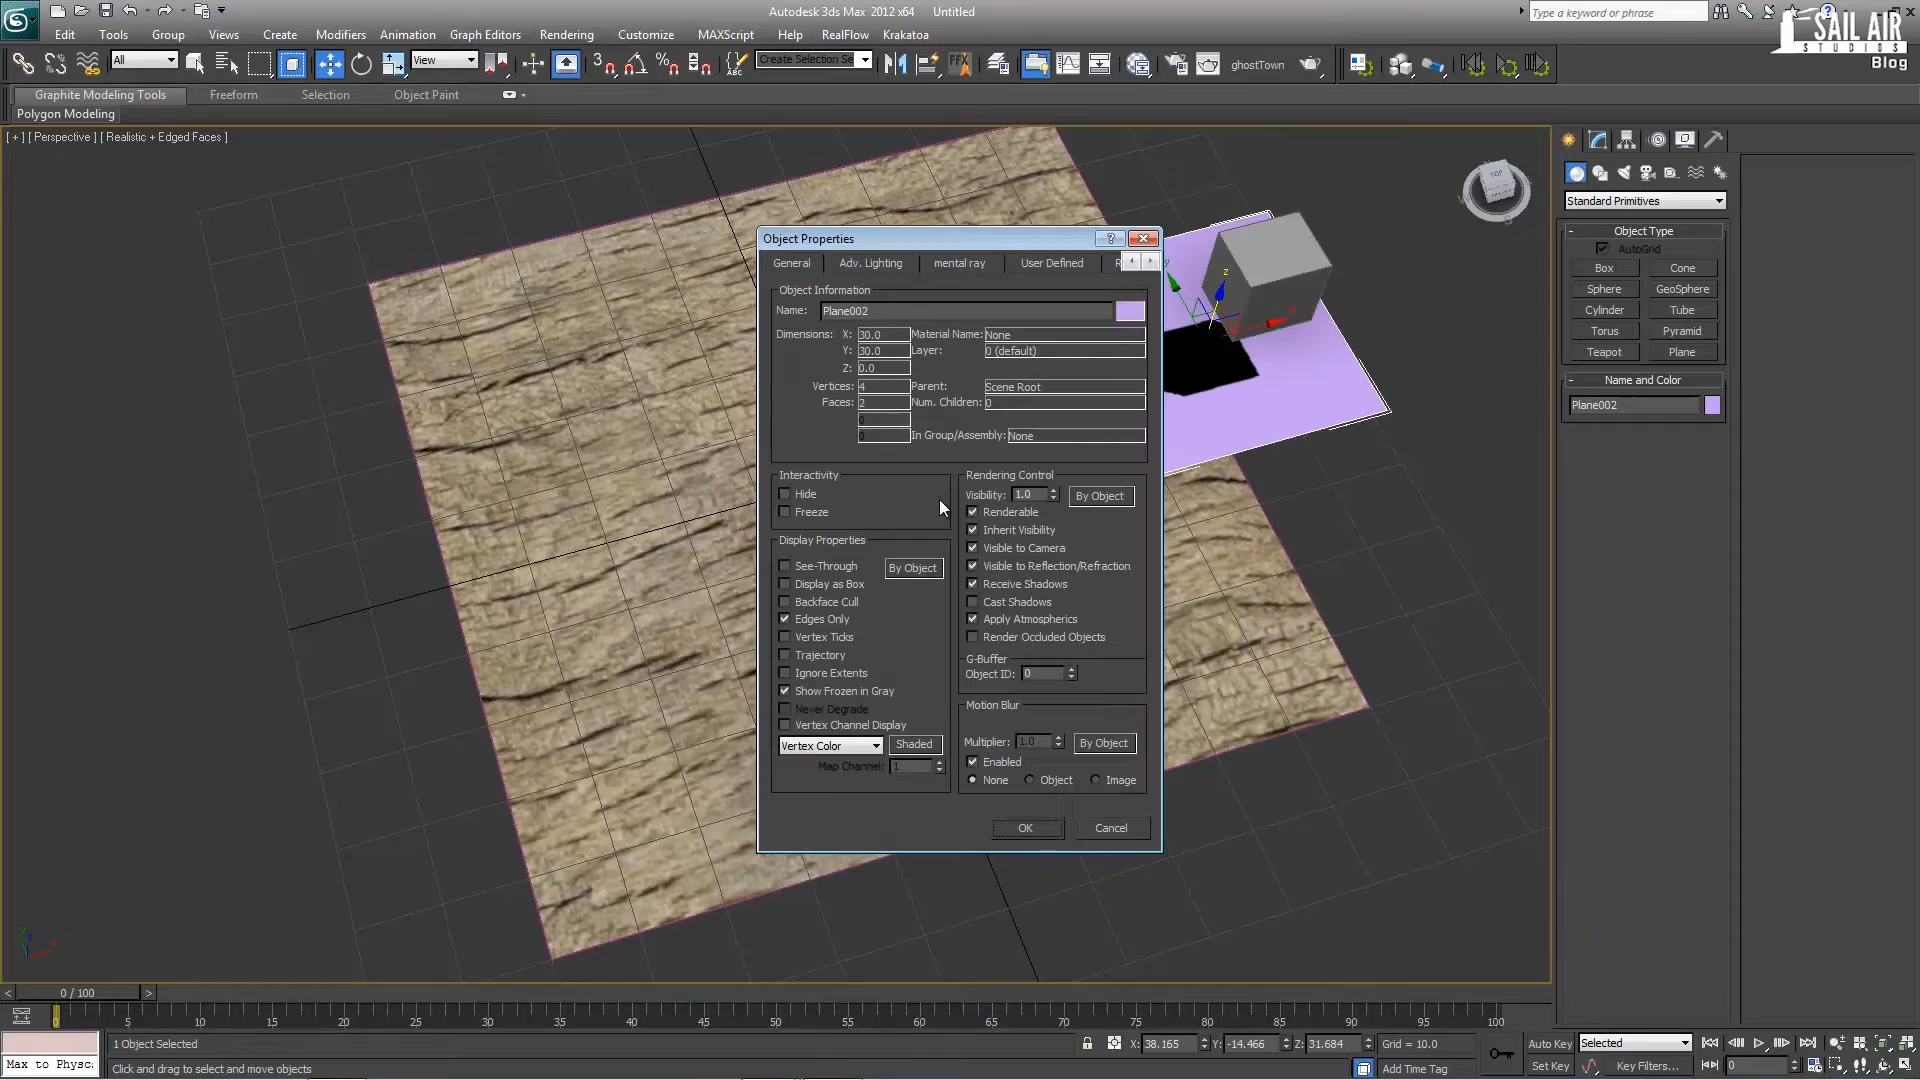 Autodesk 3ds Max 2012 x64 Untitled
Type a keyword or phrase
SAIL AIR
STUDIOS
Blog
Edit Tools Group Views Create Modifiers Animation Graph Editors Rendering Customize MAXScript Help RealFlow Krakatoa
All
View
Create Selection Se
ghostTown
Graphite Modeling Tools Freeform Selection Object Paint
Polygon Modeling
[ + ] [ Perspective ] [ Realistic + Edged Faces ]
TOP
Standard Primitives
Object Type
AutoGrid
Box Cone
Sphere GeoSphere
Cylinder Tube
Torus Pyramid
Teapot Plane
Name and Color
Plane002
Object Properties
General Adv. Lighting mental ray User Defined R
Object Information
Name: Plane002
Dimensions: X: 30.0 Material Name: None
Y: 30.0 Layer: 0 (default)
Z: 0.0
Vertices: 4 Parent: Scene Root
Faces: 2 Num. Children: 0
0
0 In Group/Assembly: None
Interactivity
Hide
Freeze
Display Properties
See-Through By Object
Display as Box
Backface Cull
Edges Only
Vertex Ticks
Trajectory
Ignore Extents
Show Frozen in Gray
Never Degrade
Vertex Channel Display
Vertex Color Shaded
Map Channel: 1
Rendering Control
Visibility: 1.0 By Object
Renderable
Inherit Visibility
Visible to Camera
Visible to Reflection/Refraction
Receive Shadows
Cast Shadows
Apply Atmospherics
Render Occluded Objects
G-Buffer
Object ID: 0
Motion Blur
Multiplier: 1.0 By Object
Enabled
None Object Image
OK Cancel
z
x
y
< 0 / 100 >
0 5 10 15 20 25 30 35 40 45 50 55 60 65 70 75 80 85 90 95 100
1 Object Selected X: 38.165 Y: -14.466 Z: 31.684 Grid = 10.0 Auto Key Selected
Max to Physc: Click and drag to select and move objects Add Time Tag Set Key Key Filters... 0